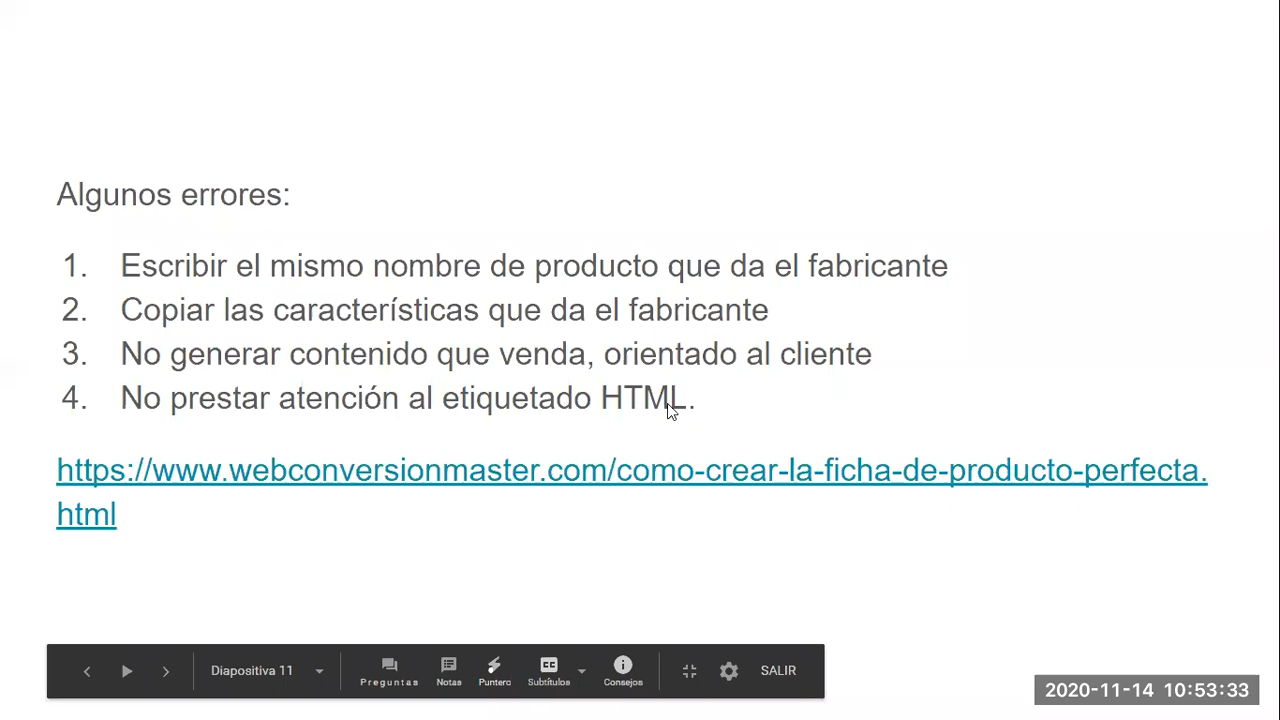 Algunos errores:
1. Escribir el mismo nombre de producto que da el fabricante
2. Copiar las características que da el fabricante
3. No generar contenido que venda, orientado al cliente
4. No prestar atención al etiquetado HTML.
https://www.webconversionmaster.com/como-crear-la-ficha-de-producto-perfecta.
html
Diapositiva 11 Preguntas Notas Puntero Subtítulos Consejos SALIR
2020-11-14 10:53:33